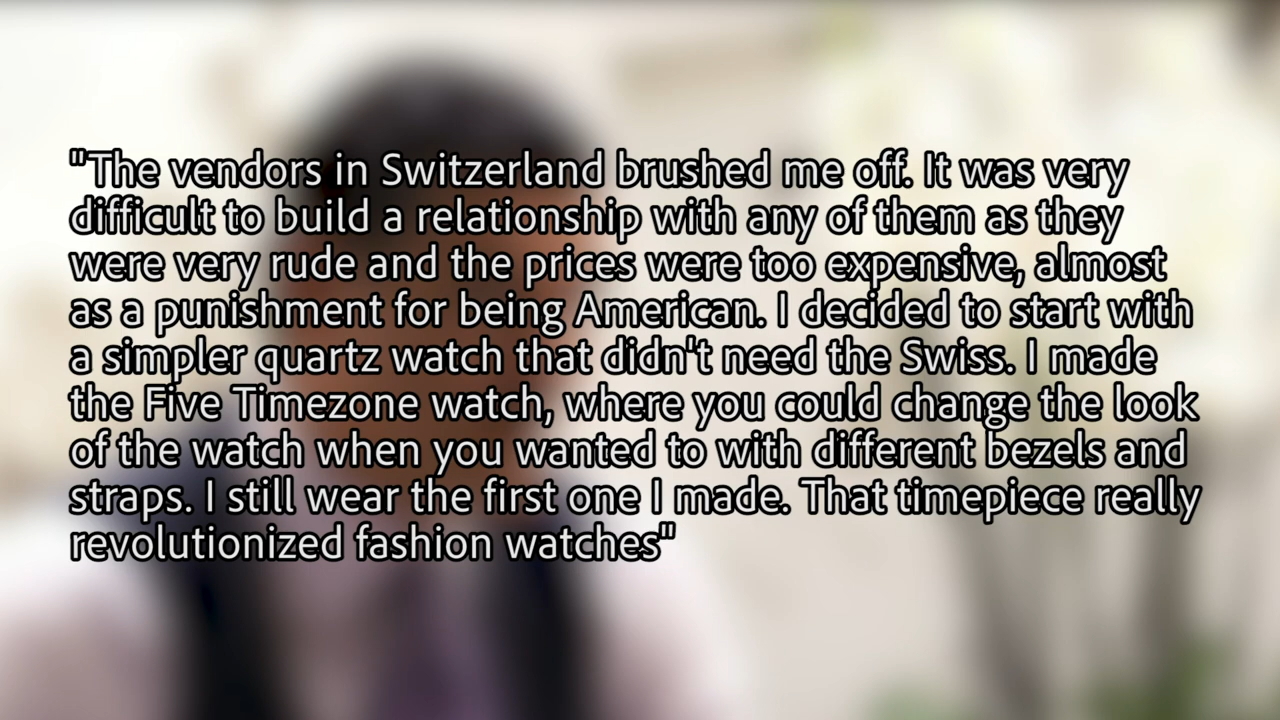 "The vendors in Switzerland brushed me off. It was very
difficult to build a relationship with any of them as they
were very rude and the prices were too expensive, almost
as a punishment for being American. I decided to start with
a simpler quartz watch that didn't need the Swiss. I made
the Five Timezone watch, where you could change the look
of the watch when you wanted to with different bezels and
straps. I still wear the first one I made. That timepiece really
revolutionized fashion watches"